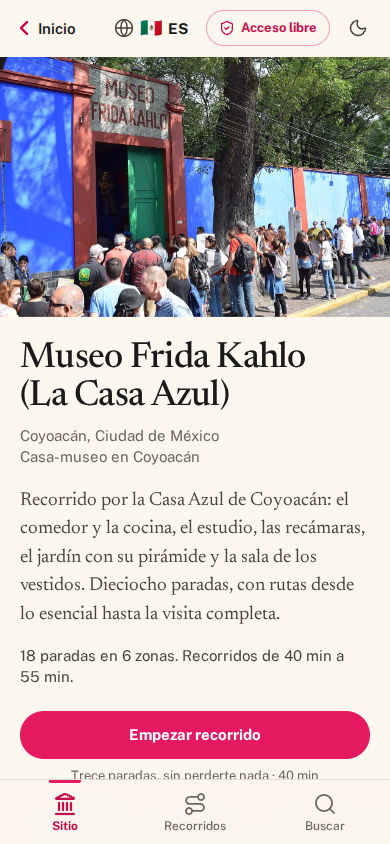 Inicio
ES
Acceso libre
MUSEO
FRIDA KAHLO
Museo Frida Kahlo
(La Casa Azul)
Coyoacán, Ciudad de México
Casa-museo en Coyoacán
Recorrido por la Casa Azul de Coyoacán: el
comedor y la cocina, el estudio, las recámaras,
el jardín con su pirámide y la sala de los
vestidos. Dieciocho paradas, con rutas desde
lo esencial hasta la visita completa.
18 paradas en 6 zonas. Recorridos de 40 min a
55 min.
Empezar recorrido
Trece paradas, sin perderte nada · 40 min
Sitio
Recorridos
Buscar